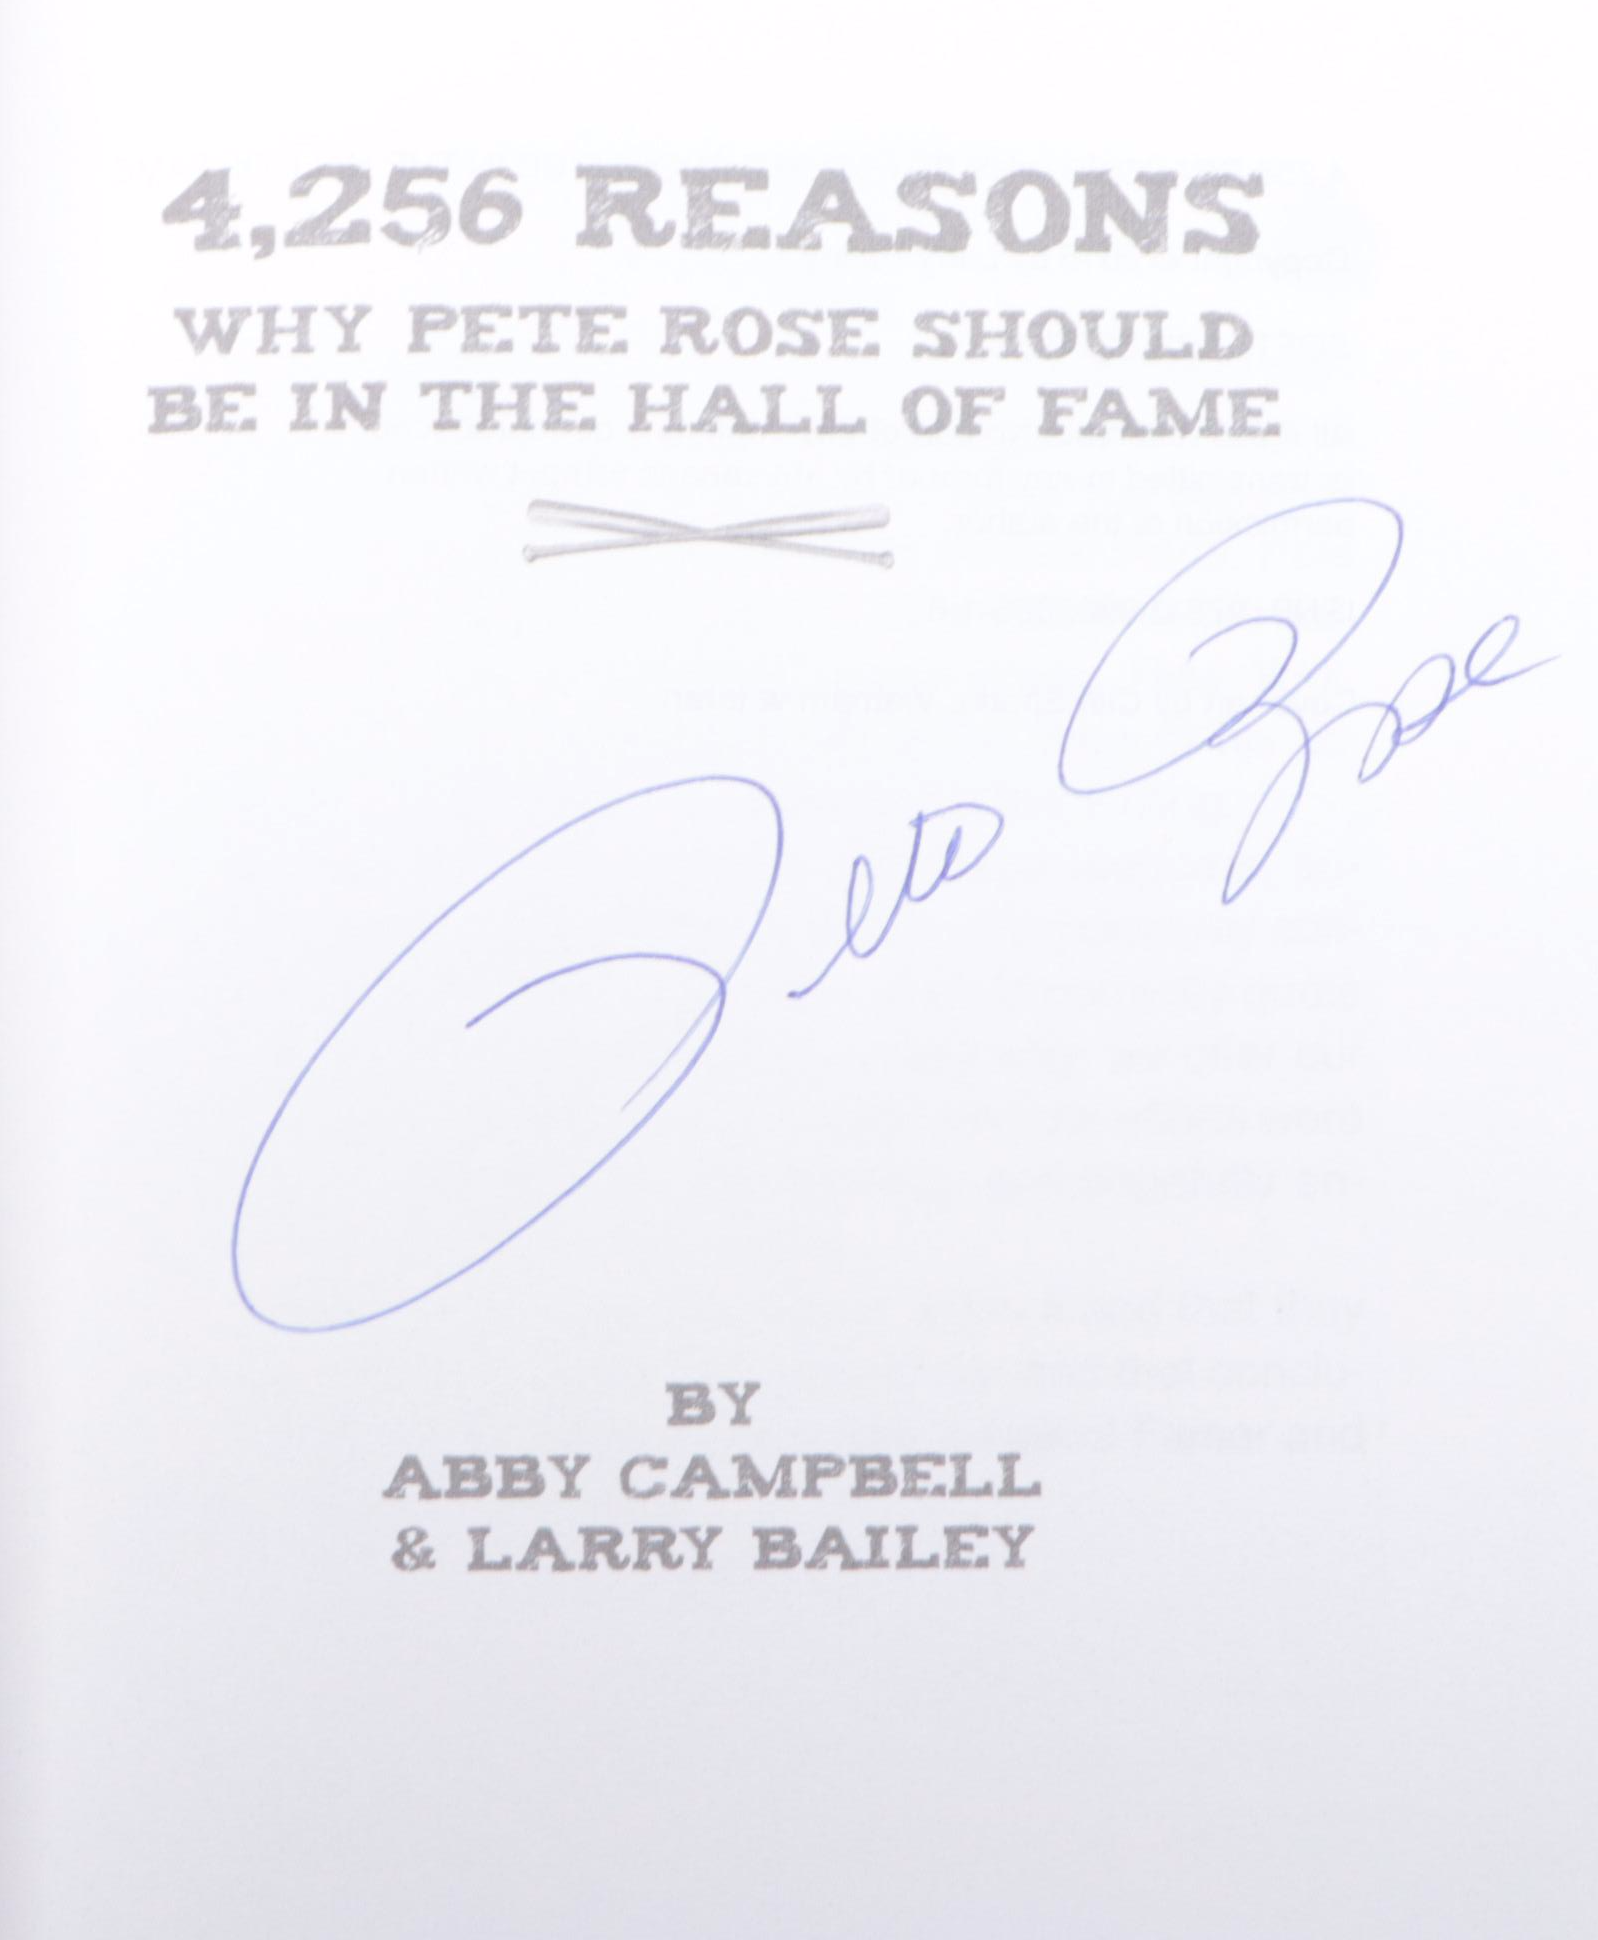 4,256 REASONS
WHY PETE ROSE SHOULD
BE IN THE HALL OF FAME
Pete Rose
BY
ABBY CAMPBELL
& LARRY BAILEY